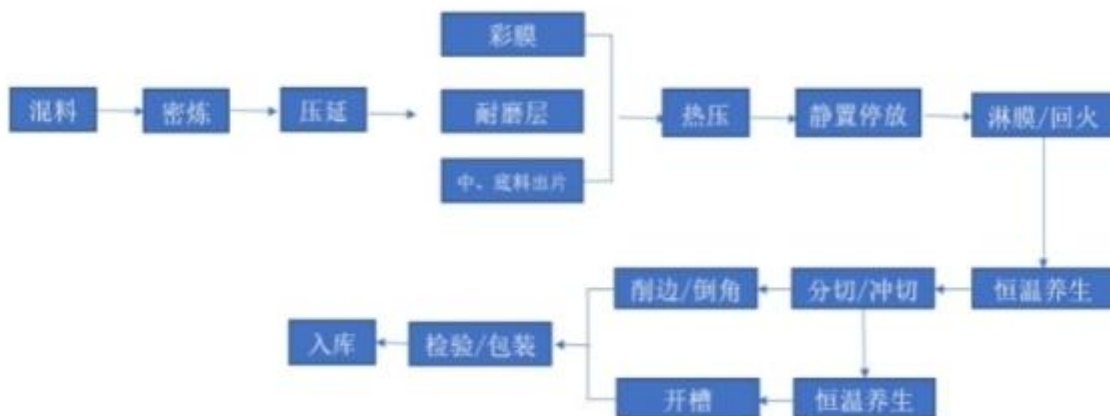 彩膜
混料
密炼
压延
耐磨层
热压
静置停放
淋膜/回火
中、底料出片
削边/倒角
分切/冲切
恒温养生
入库
检验/包装
开槽
恒温养生